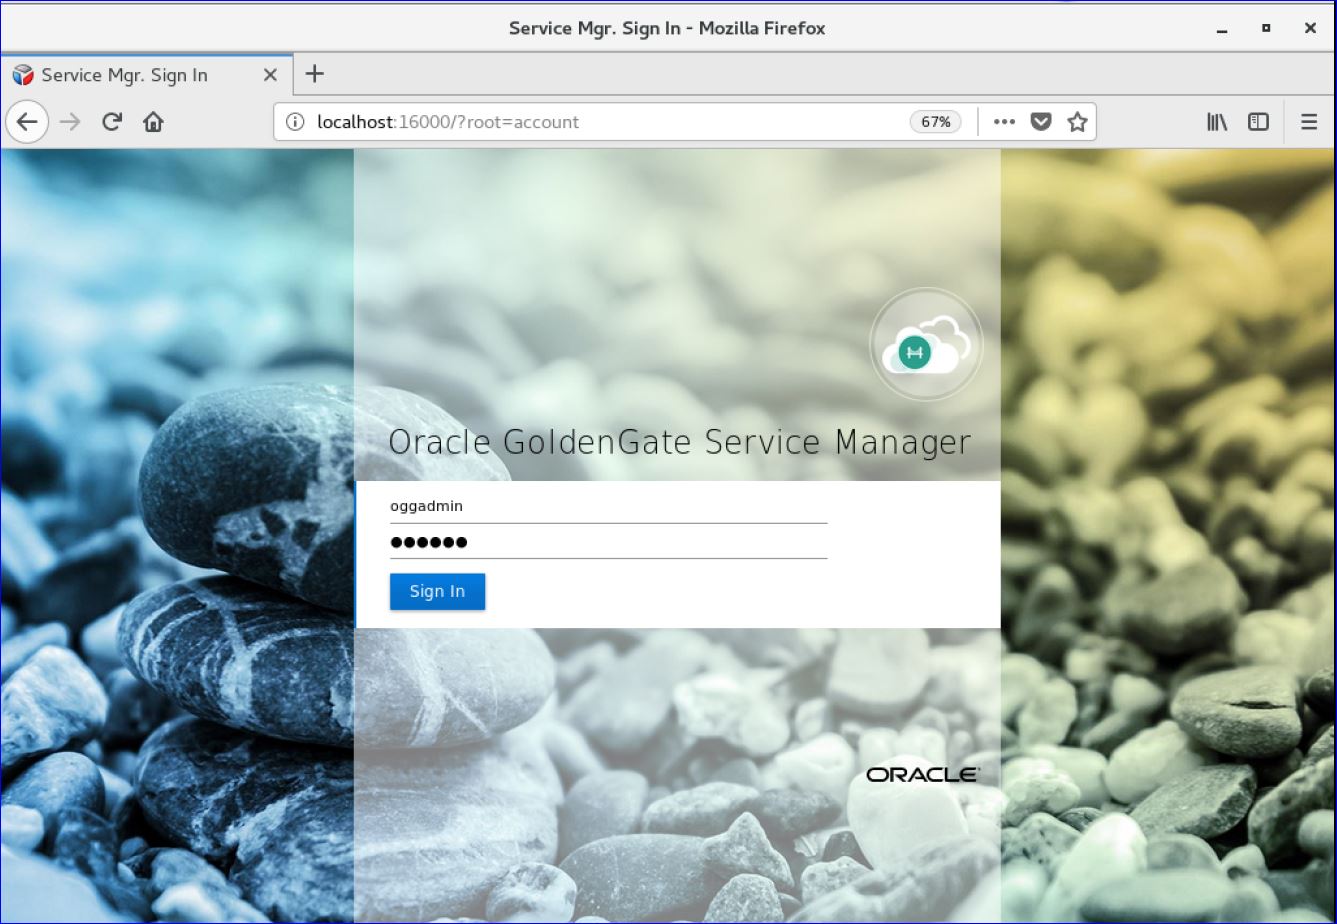 Service Mgr. Sign In - Mozilla Firefox
Service Mgr. Sign In
localhost:16000/?root=account
67%
Oracle GoldenGate Service Manager
oggadmin
●●●●●●
Sign In
ORACLE